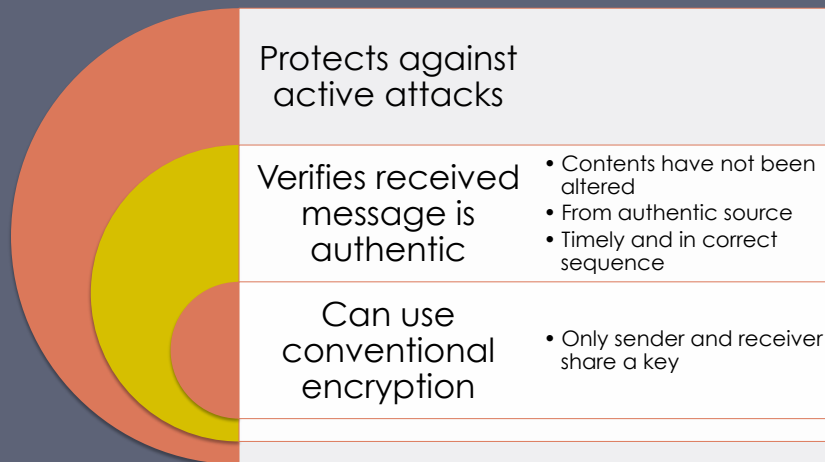 Protects against
active attacks
Verifies received
message is
authentic
• Contents have not been
altered
• From authentic source
• Timely and in correct
sequence
Can use
conventional
encryption
• Only sender and receiver
share a key